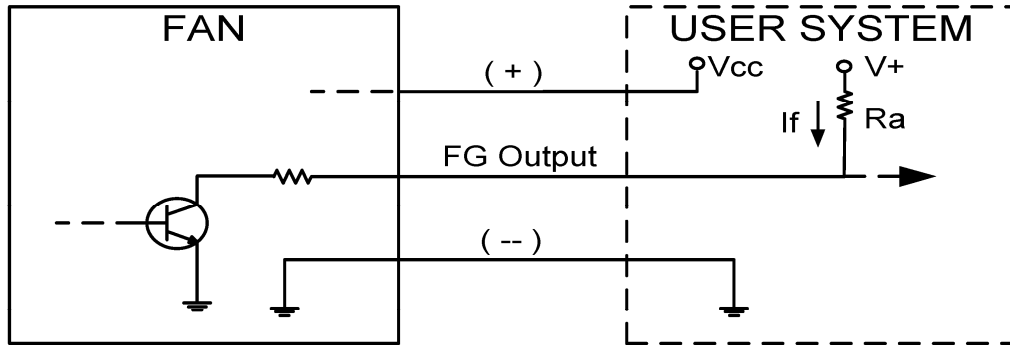 FAN
USER SYSTEM
( + )
Vcc
V+
If
Ra
FG Output
( -- )